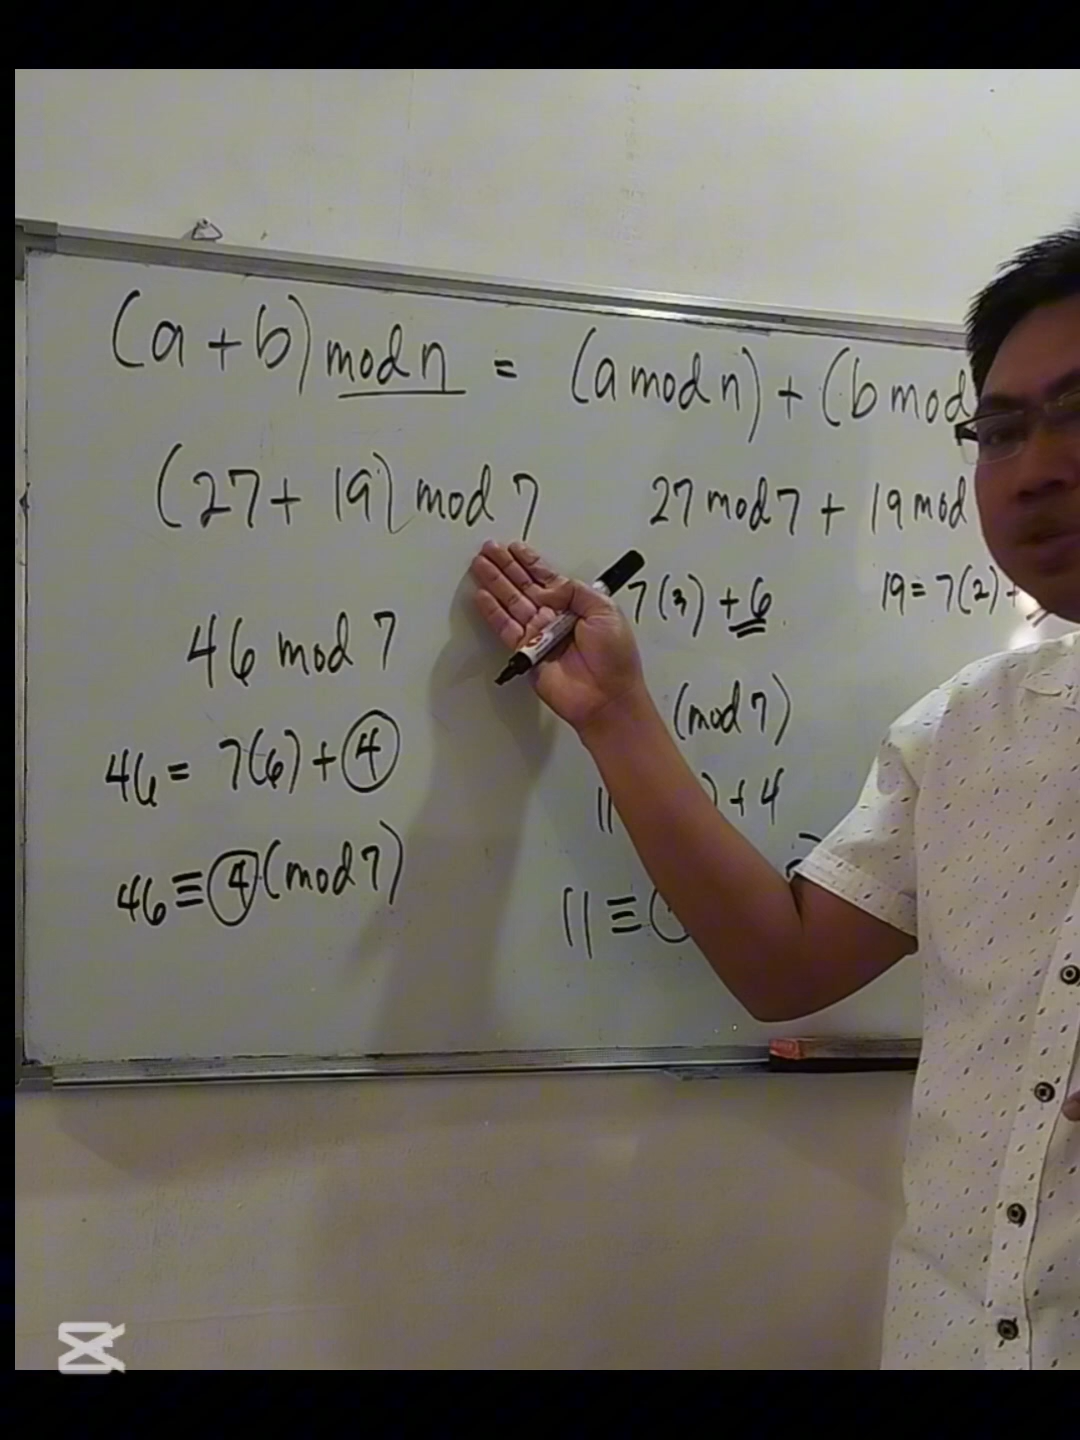 (a + b) mod n = (a mod n) + (b mod
(27 + 19) mod 7
27 mod 7 + 19 mod
7(3) + 6
19 = 7(2) +
46 mod 7
(mod 7)
46 = 7(6) + 4
11 ) + 4
46 ≡ 4 (mod 7)
11 ≡